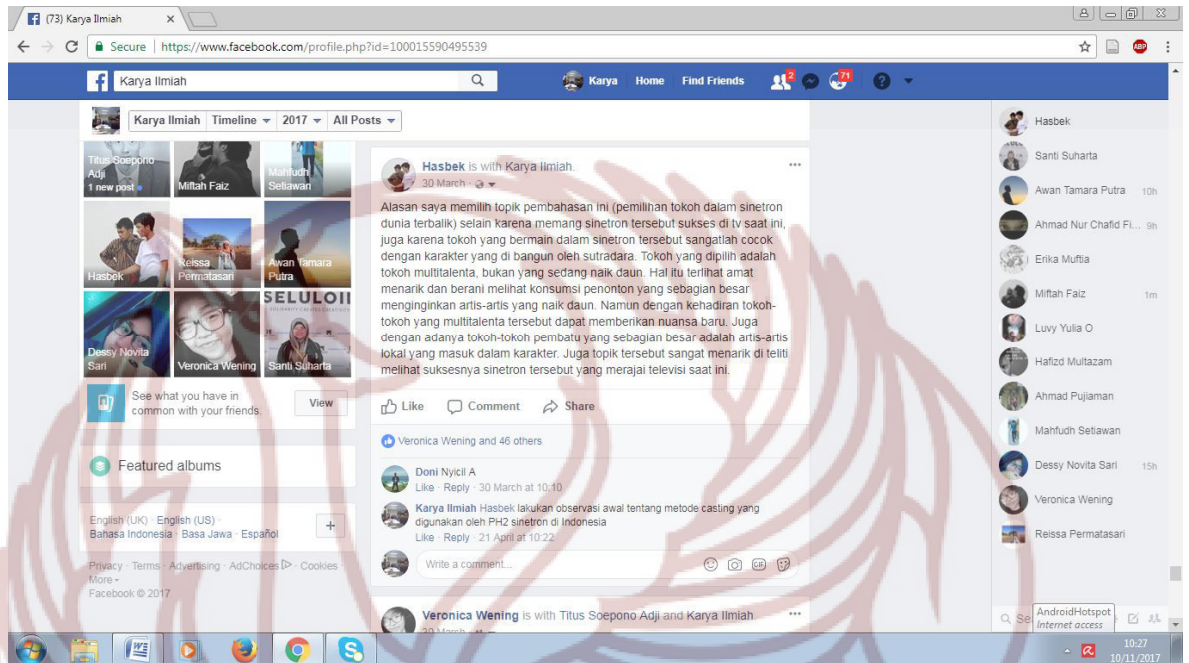 (73) Karya Ilmiah
Secure | https://www.facebook.com/profile.php?id=100015590495539
ABP
Karya Ilmiah
Karya Home Find Friends 2 71
Karya Ilmiah Timeline 2017 All Posts
Titus Soepono Adji
1 new post
Miftah Faiz
Mahfudh Setiawan
Hasbek
Reissa Permatasari
Awan Tamara Putra
Dessy Novita Sari
Veronica Wening
SELULOI
Santi Suharta
See what you have in
common with your friends.
View
Featured albums
English (UK) · English (US) ·
Bahasa Indonesia · Basa Jawa · Español
Privacy · Terms · Advertising · AdChoices · Cookies ·
More
Facebook © 2017
Hasbek is with Karya Ilmiah.
30 March
Alasan saya memilih topik pembahasan ini (pemilihan tokoh dalam sinetron
dunia terbalik) selain karena memang sinetron tersebut sukses di tv saat ini,
juga karena tokoh yang bermain dalam sinetron tersebut sangatlah cocok
dengan karakter yang di bangun oleh sutradara. Tokoh yang dipilih adalah
tokoh multitalenta, bukan yang sedang naik daun. Hal itu terlihat amat
menarik dan berani melihat konsumsi penonton yang sebagian besar
menginginkan artis-artis yang naik daun. Namun dengan kehadiran tokoh-
tokoh yang multitalenta tersebut dapat memberikan nuansa baru. Juga
dengan adanya tokoh-tokoh pembatu yang sebagian besar adalah artis-artis
lokal yang masuk dalam karakter. Juga topik tersebut sangat menarik di teliti
melihat suksesnya sinetron tersebut yang merajai televisi saat ini.
Like Comment Share
Veronica Wening and 46 others
Doni Nyicil A
Like · Reply · 30 March at 10:10
Karya Ilmiah Hasbek lakukan observasi awal tentang metode casting yang
digunakan oleh PH2 sinetron di Indonesia
Like · Reply · 21 April at 10:22
Write a comment...
GIF
Veronica Wening is with Titus Soepono Adji and Karya Ilmiah.
30 March
Hasbek
Santi Suharta
Awan Tamara Putra 10h
Ahmad Nur Chafid Fi... 9h
Erika Muftia
Miftah Faiz 1m
Luvy Yulia O
Hafizd Multazam
Ahmad Pujiaman
Mahfudh Setiawan
Dessy Novita Sari 15h
Veronica Wening
Reissa Permatasari
AndroidHotspot
Internet access
10:27
10/11/2017